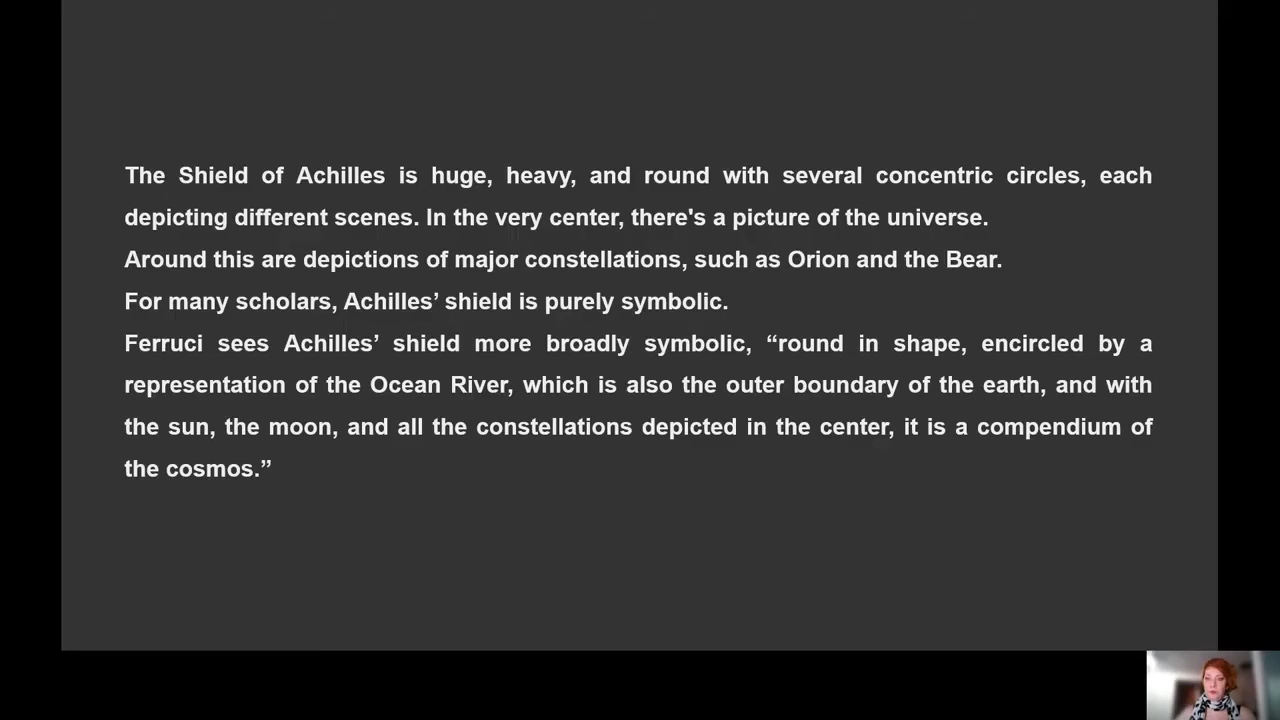 The Shield of Achilles is huge, heavy, and round with several concentric circles, each
depicting different scenes. In the very center, there's a picture of the universe.
Around this are depictions of major constellations, such as Orion and the Bear.
For many scholars, Achilles’ shield is purely symbolic.
Ferruci sees Achilles’ shield more broadly symbolic, “round in shape, encircled by a
representation of the Ocean River, which is also the outer boundary of the earth, and with
the sun, the moon, and all the constellations depicted in the center, it is a compendium of
the cosmos.”